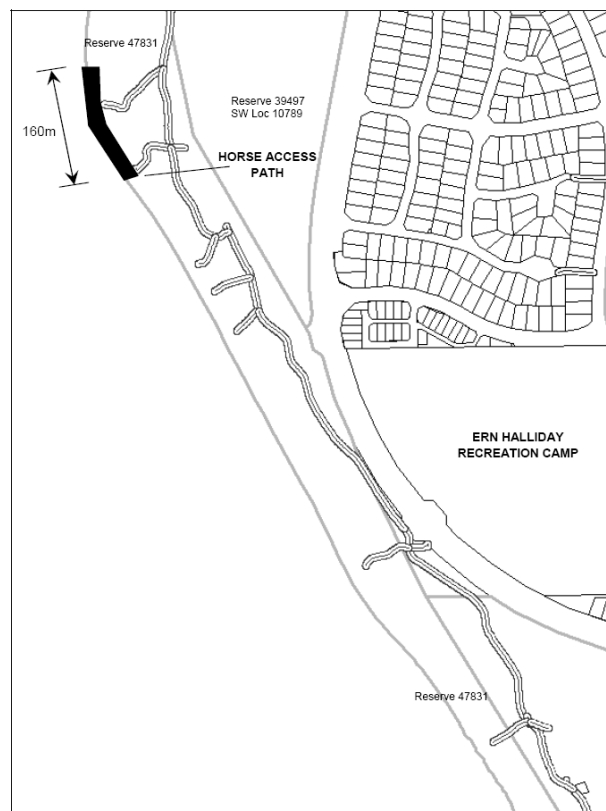 Reserve 47831
Reserve 39497
SW Loc 10789
160m
HORSE ACCESS
PATH
ERN HALLIDAY
RECREATION CAMP
Reserve 47831